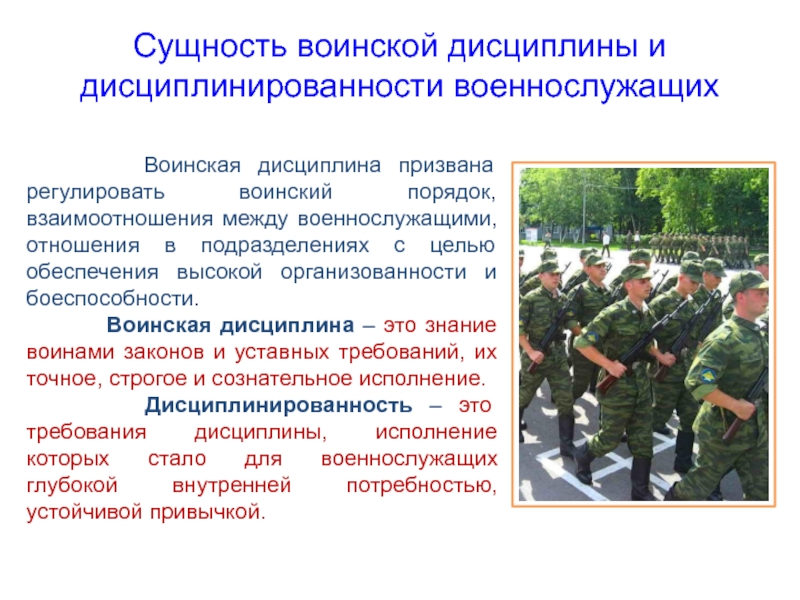 Сущность воинской дисциплины и
дисциплинированности военнослужащих
Воинская дисциплина призвана
регулировать воинский порядок,
взаимоотношения между военнослужащими,
отношения в подразделениях с целью
обеспечения высокой организованности и
боеспособности.
Воинская дисциплина – это знание
воинами законов и уставных требований, их
точное, строгое и сознательное исполнение.
Дисциплинированность – это
требования дисциплины, исполнение
которых стало для военнослужащих
глубокой внутренней потребностью,
устойчивой привычкой.